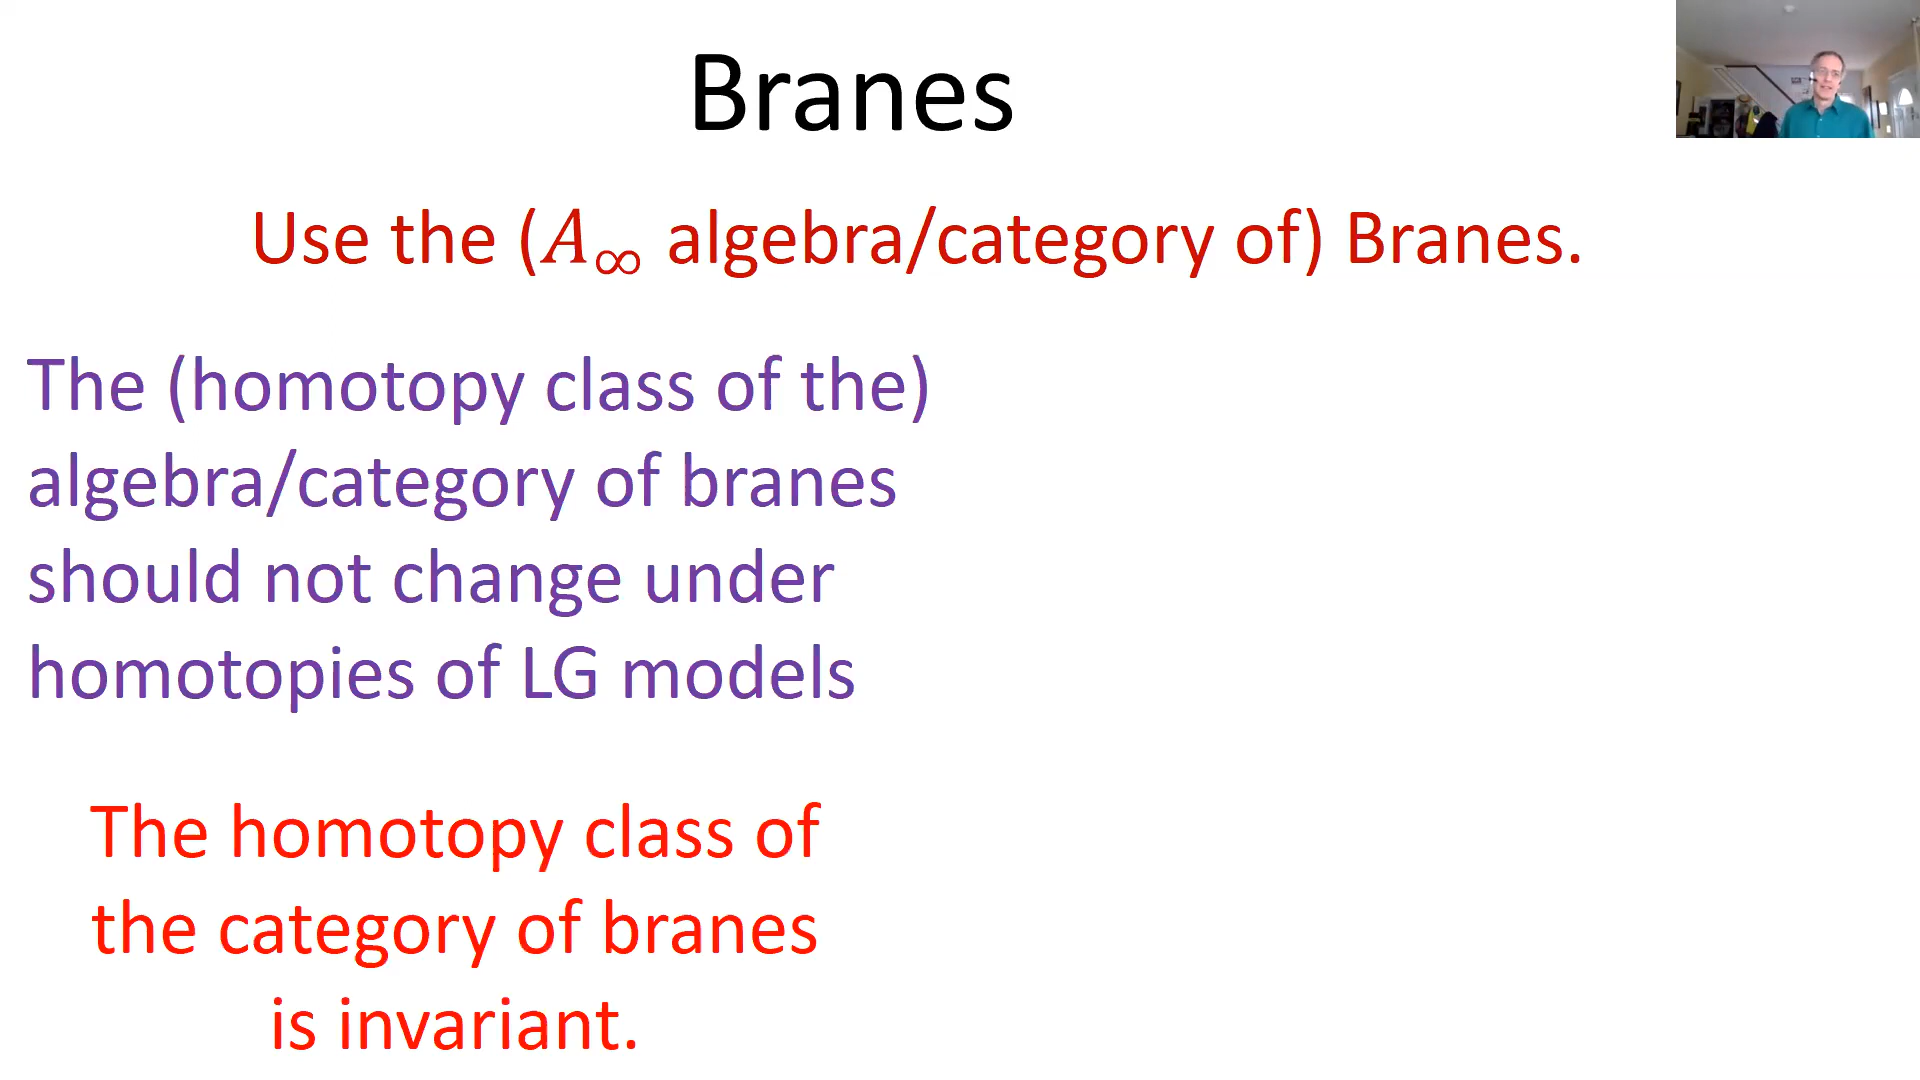 Branes
Use the (𝐴∞ algebra/category of) Branes.
The (homotopy class of the)
algebra/category of branes
should not change under
homotopies of LG models
The homotopy class of
the category of branes
is invariant.